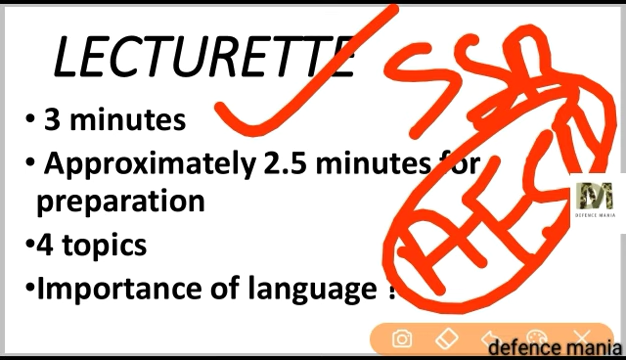 LECTURETTE
SSB
• 3 minutes
• Approximately 2.5 minutes for
preparation
•4 topics
•Importance of language
DEFENCE MANIA
defence mania